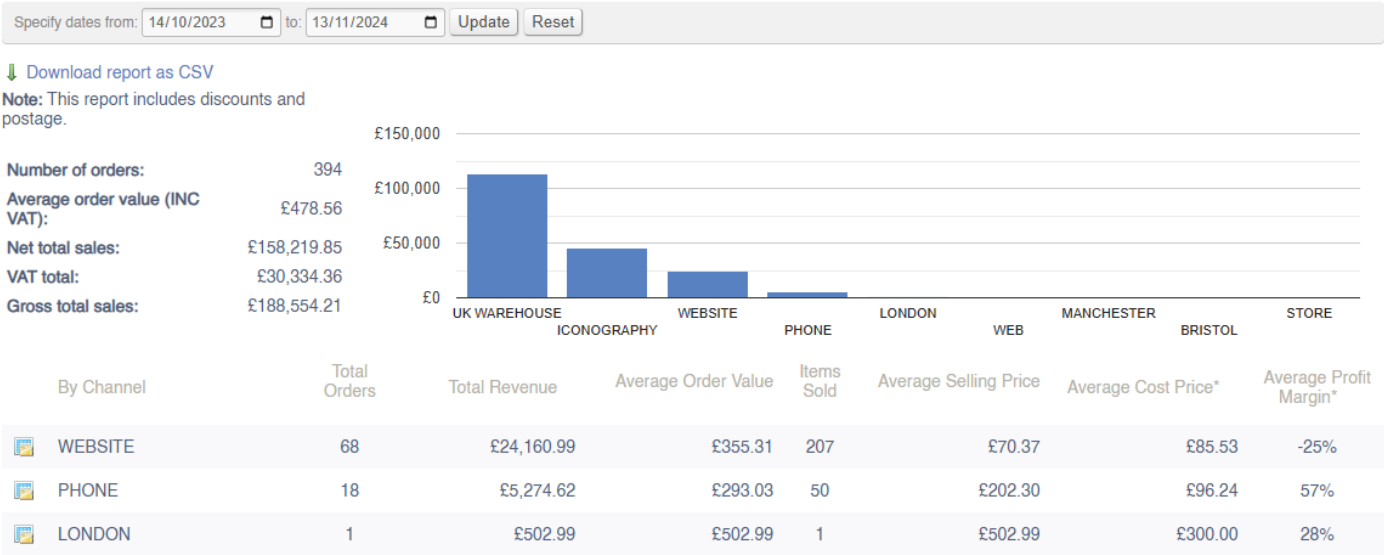 Specify dates from: 14/10/2023 to: 13/11/2024 Update Reset
Download report as CSV
Note: This report includes discounts and
postage.
Number of orders: 394
Average order value (INC
VAT): £478.56
Net total sales: £158,219.85
VAT total: £30,334.36
Gross total sales: £188,554.21
£150,000
£100,000
£50,000
£0
UK WAREHOUSE
ICONOGRAPHY
WEBSITE
PHONE
LONDON
WEB
MANCHESTER
BRISTOL
STORE
By Channel Total Orders Total Revenue Average Order Value Items Sold Average Selling Price Average Cost Price* Average Profit Margin*
WEBSITE 68 £24,160.99 £355.31 207 £70.37 £85.53 -25%
PHONE 18 £5,274.62 £293.03 50 £202.30 £96.24 57%
LONDON 1 £502.99 £502.99 1 £502.99 £300.00 28%